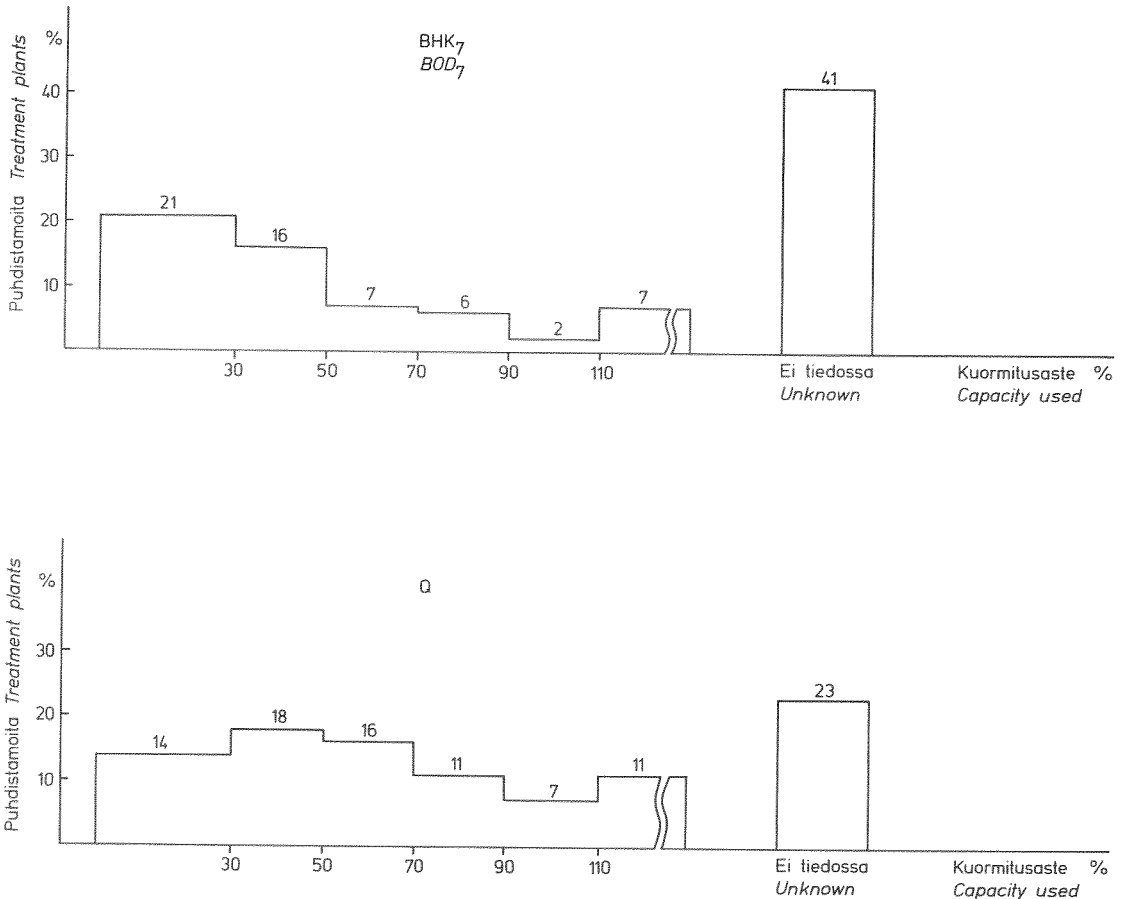 %
BHK7
BOD7
Puhdistamoita Treatment plants
40
30
20
10
21
16
7
6
2
7
41
30
50
70
90
110
Ei tiedossa
Unknown
Kuormitusaste %
Capacity used
%
Q
Puhdistamoita Treatment plants
30
20
10
14
18
16
11
7
11
23
30
50
70
90
110
Ei tiedossa
Unknown
Kuormitusaste %
Capacity used